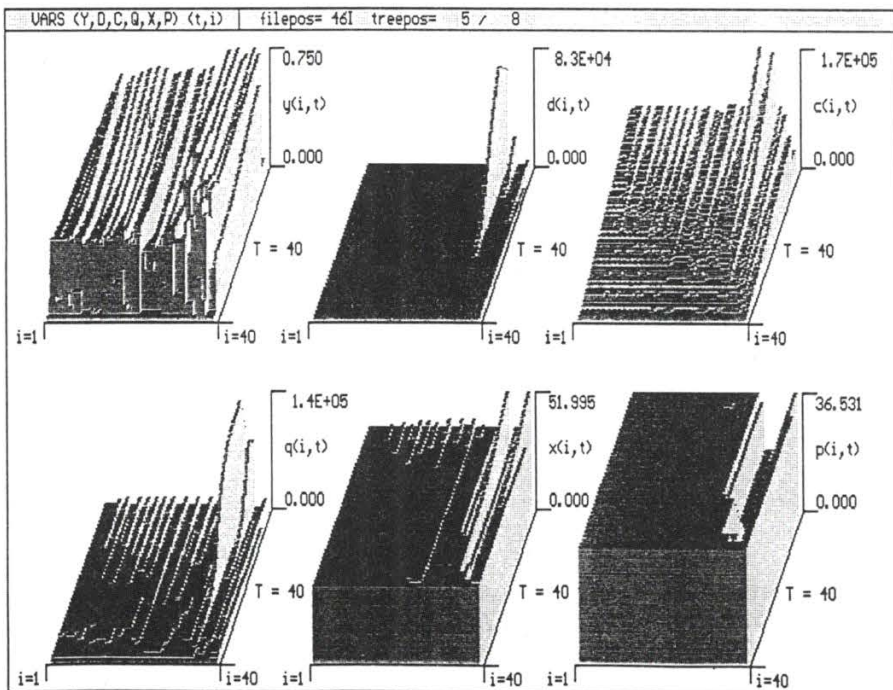 VARS (Y,D,C,Q,X,P) (t,i) filepos= 46I treepos= 5 / 8
0.750 8.3E+04 1.7E+05
y(i,t) d(i,t) c(i,t)
0.000 0.000 0.000
T = 40 T = 40 T = 40
i=1 i=40 i=1 i=40 i=1 i=40
1.4E+05 51.995 36.531
q(i,t) x(i,t) p(i,t)
0.000 0.000 0.000
T = 40 T = 40 T = 40
i=1 i=40 i=1 i=40 i=1 i=40